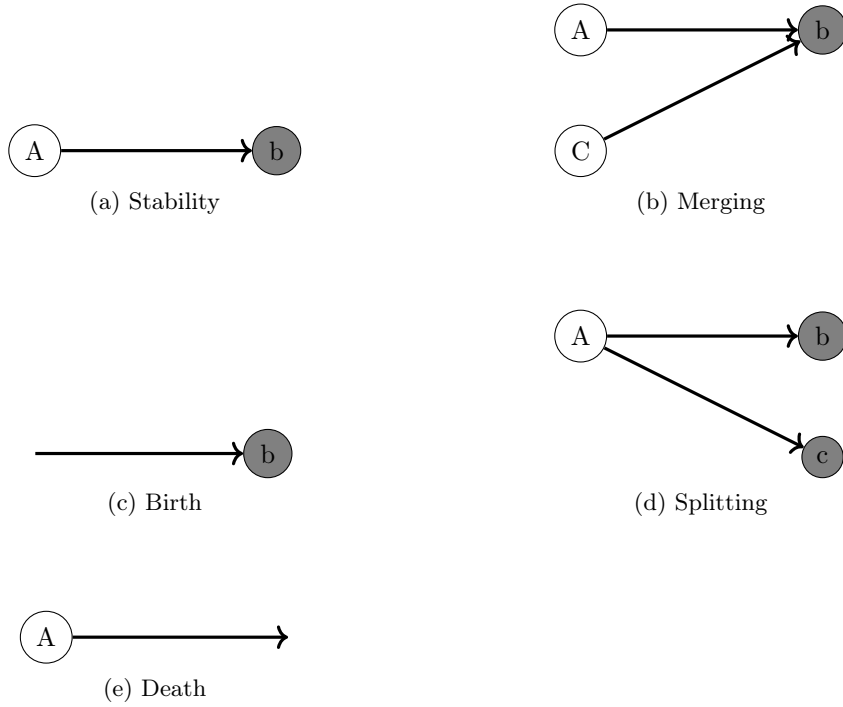 A b
(a) Stability
A b
C
(b) Merging
b
(c) Birth
A b
c
(d) Splitting
A
(e) Death